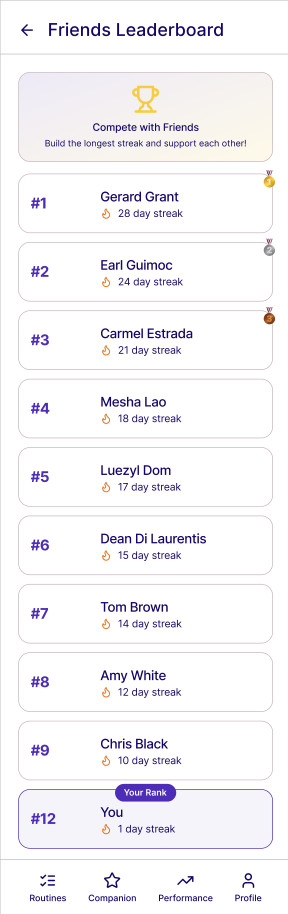 Friends Leaderboard
Compete with Friends
Build the longest streak and support each other!
#1
Gerard Grant
28 day streak
#2
Earl Guimoc
24 day streak
#3
Carmel Estrada
21 day streak
#4
Mesha Lao
18 day streak
#5
Luezyl Dom
17 day streak
#6
Dean Di Laurentis
15 day streak
#7
Tom Brown
14 day streak
#8
Amy White
12 day streak
#9
Chris Black
10 day streak
Your Rank
#12
You
1 day streak
Routines Companion Performance Profile